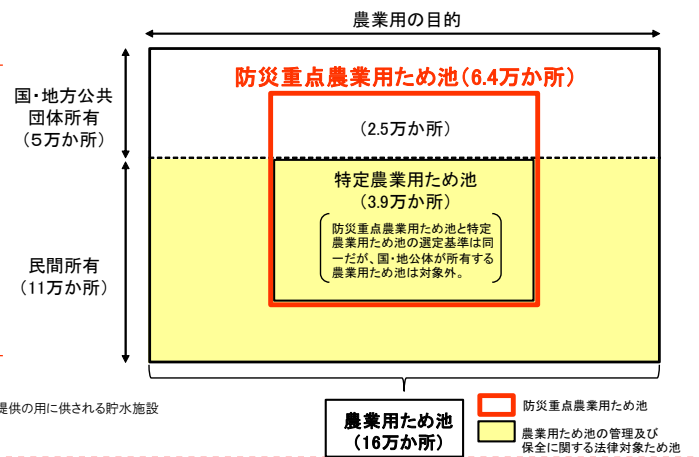 農業用の目的
防災重点農業用ため池(6.4万か所)
国・地方公共
団体所有
(5万か所)
(2.5万か所)
特定農業用ため池
(3.9万か所)
防災重点農業用ため池と特定
農業用ため池の選定基準は同
一だが、国・地公体が所有する
農業用ため池は対象外。
民間所有
(11万か所)
提供の用に供される貯水施設
農業用ため池
(16万か所)
防災重点農業用ため池
農業用ため池の管理及び
保全に関する法律対象ため池